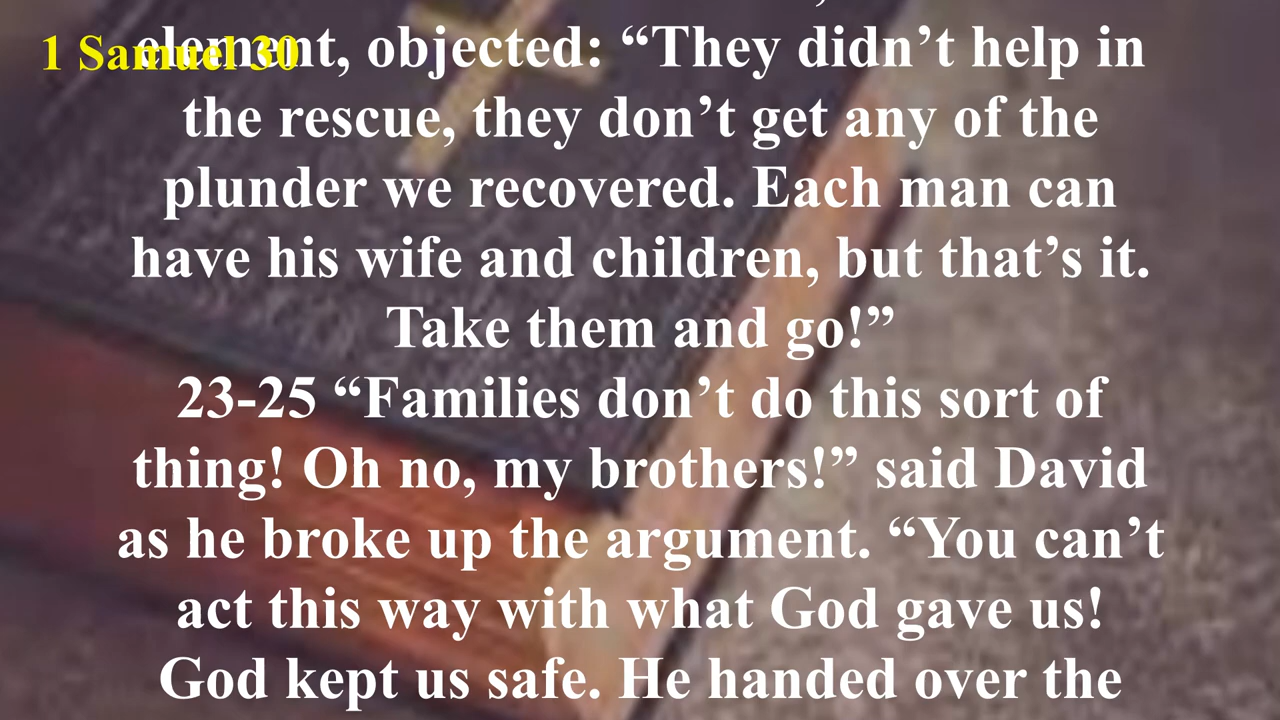 1 Samuel 30
element, objected: “They didn’t help in
the rescue, they don’t get any of the
plunder we recovered. Each man can
have his wife and children, but that’s it.
Take them and go!”
23-25 “Families don’t do this sort of
thing! Oh no, my brothers!” said David
as he broke up the argument. “You can’t
act this way with what God gave us!
God kept us safe. He handed over the